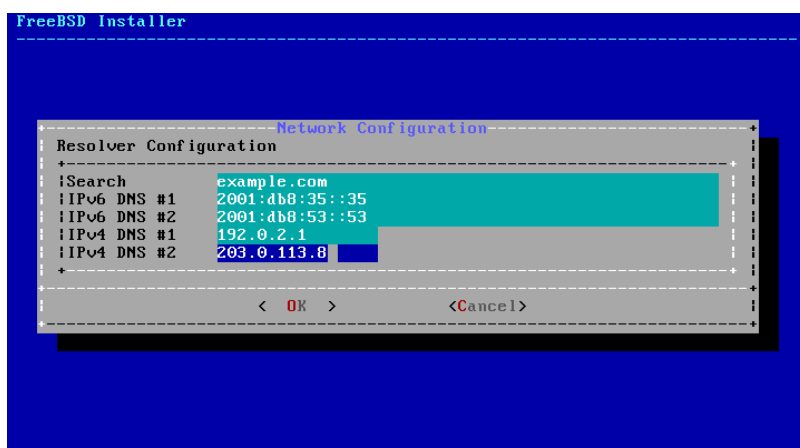 FreeBSD Installer
Network Configuration
Resolver Configuration
Search example.com
IPv6 DNS #1 2001:db8:35::35
IPv6 DNS #2 2001:db8:53::53
IPv4 DNS #1 192.0.2.1
IPv4 DNS #2 203.0.113.8
< OK > <Cancel>